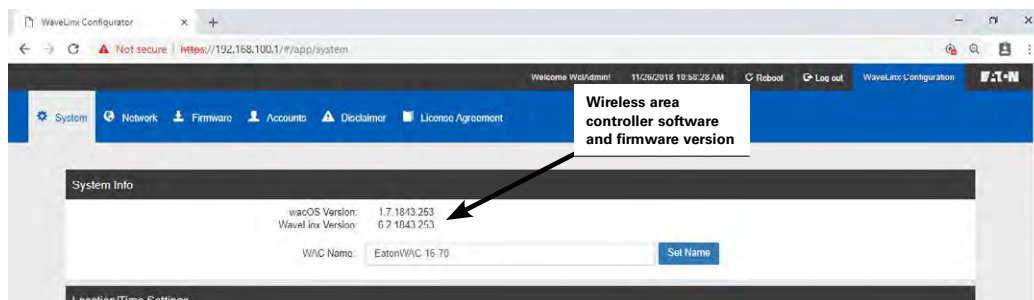 WaveLinx Configurator
Not secure https://192.168.100.1/#/app/system
Welcome WclAdmin! 11/26/2018 10:58:28 AM Reboot Log out WaveLinx Configuration EATON
System Network Firmware Accounts Disclaimer License Agreement
Wireless area
controller software
and firmware version
System Info
wacOS Version: 1.7.1843.253
WaveLinx Version: 6.2.1843.253
WAC Name: EatonWAC-16-70 Set Name
Location/Time Settings